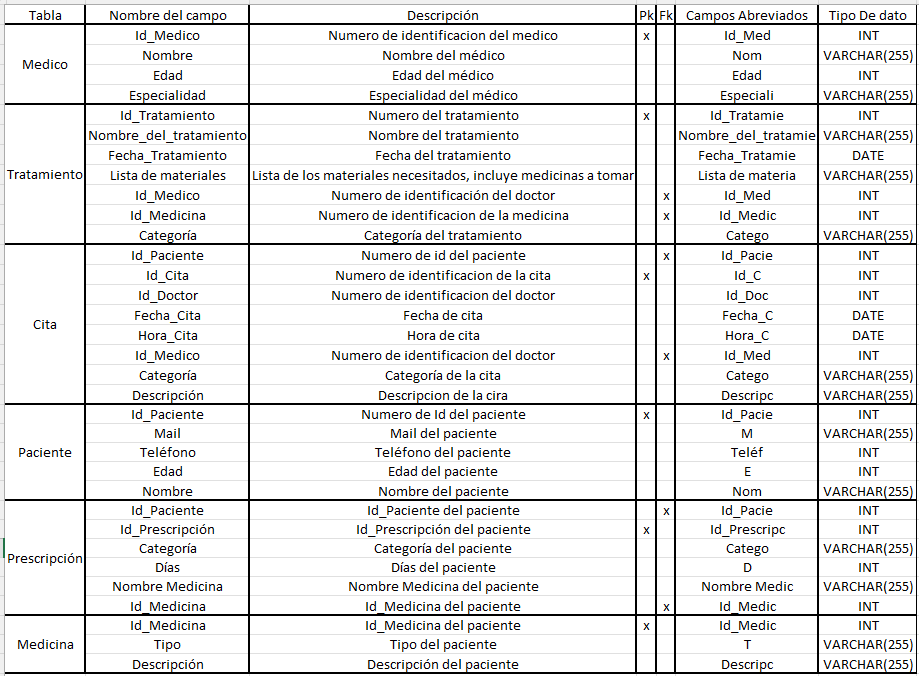 Tabla Nombre del campo Descripción Pk Fk Campos Abreviados Tipo De dato
Medico
Id_Medico Numero de identificacion del medico x Id_Med INT
Nombre Nombre del médico Nom VARCHAR(255)
Edad Edad del médico Edad INT
Especialidad Especialidad del médico Especiali VARCHAR(255)
Tratamiento
Id_Tratamiento Numero del tratamiento x Id_Tratamie INT
Nombre_del_tratamiento Nombre del tratamiento Nombre_del_tratamie VARCHAR(255)
Fecha_Tratamiento Fecha del tratamiento Fecha_Tratamie DATE
Lista de materiales Lista de los materiales necesitados, incluye medicinas a tomar Lista de materia VARCHAR(255)
Id_Medico Numero de identificación del doctor x Id_Med INT
Id_Medicina Numero de identificacion de la medicina x Id_Medic INT
Categoría Categoría del tratamiento Catego VARCHAR(255)
Cita
Id_Paciente Numero de id del paciente x Id_Pacie INT
Id_Cita Numero de identificacion de la cita x Id_C INT
Id_Doctor Numero de identificacion del doctor Id_Doc INT
Fecha_Cita Fecha de cita Fecha_C DATE
Hora_Cita Hora de cita Hora_C DATE
Id_Medico Numero de identificacion del doctor x Id_Med INT
Categoría Categoría de la cita Catego VARCHAR(255)
Descripción Descripcion de la cira Descripc VARCHAR(255)
Paciente
Id_Paciente Numero de Id del paciente x Id_Pacie INT
Mail Mail del paciente M VARCHAR(255)
Teléfono Teléfono del paciente Teléf INT
Edad Edad del paciente E INT
Nombre Nombre del paciente Nom VARCHAR(255)
Prescripción
Id_Paciente Id_Paciente del paciente x Id_Pacie INT
Id_Prescripción Id_Prescripción del paciente x Id_Prescripc INT
Categoría Categoría del paciente Catego VARCHAR(255)
Días Días del paciente D INT
Nombre Medicina Nombre Medicina del paciente Nombre Medic VARCHAR(255)
Id_Medicina Id_Medicina del paciente x Id_Medic INT
Medicina
Id_Medicina Id_Medicina del paciente x Id_Medic INT
Tipo Tipo del paciente T VARCHAR(255)
Descripción Descripción del paciente Descripc VARCHAR(255)